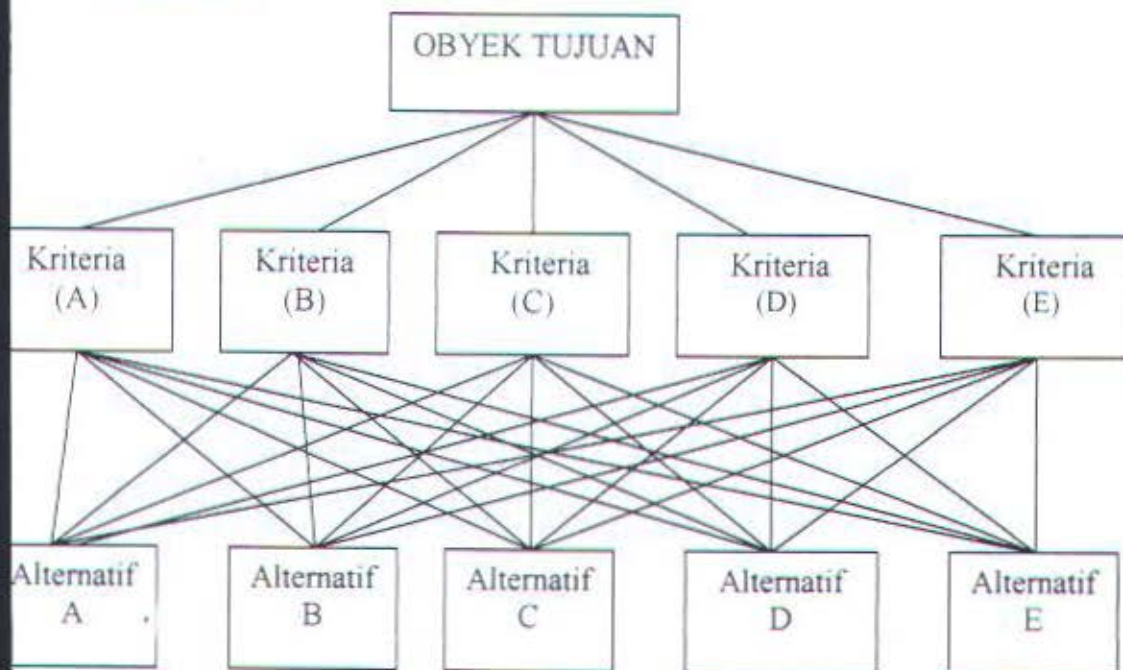 OBYEK TUJUAN
Kriteria
(A)
Kriteria
(B)
Kriteria
(C)
Kriteria
(D)
Kriteria
(E)
Alternatif
A
Alternatif
B
Alternatif
C
Alternatif
D
Alternatif
E